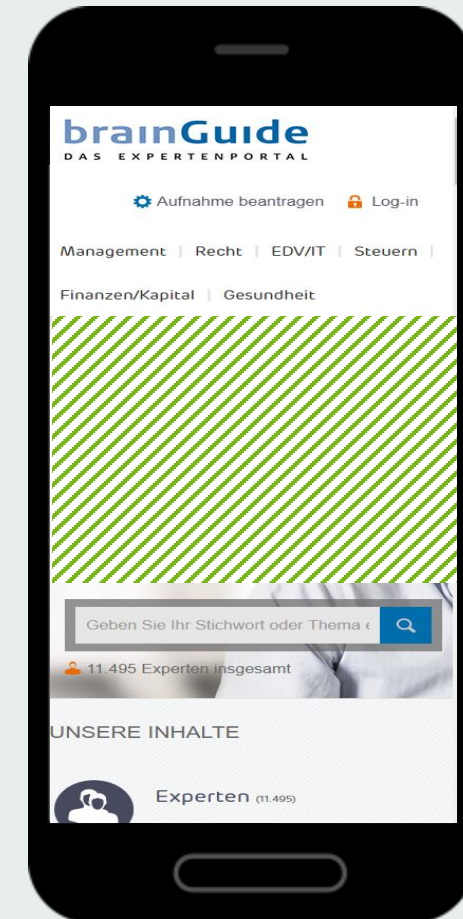 brainGuide
DAS EXPERTENPORTAL
Aufnahme beantragen Log-in
Management | Recht | EDV/IT | Steuern |
Finanzen/Kapital | Gesundheit
Geben Sie Ihr Stichwort oder Thema
11.495 Experten insgesamt
UNSERE INHALTE
Experten (11.495)